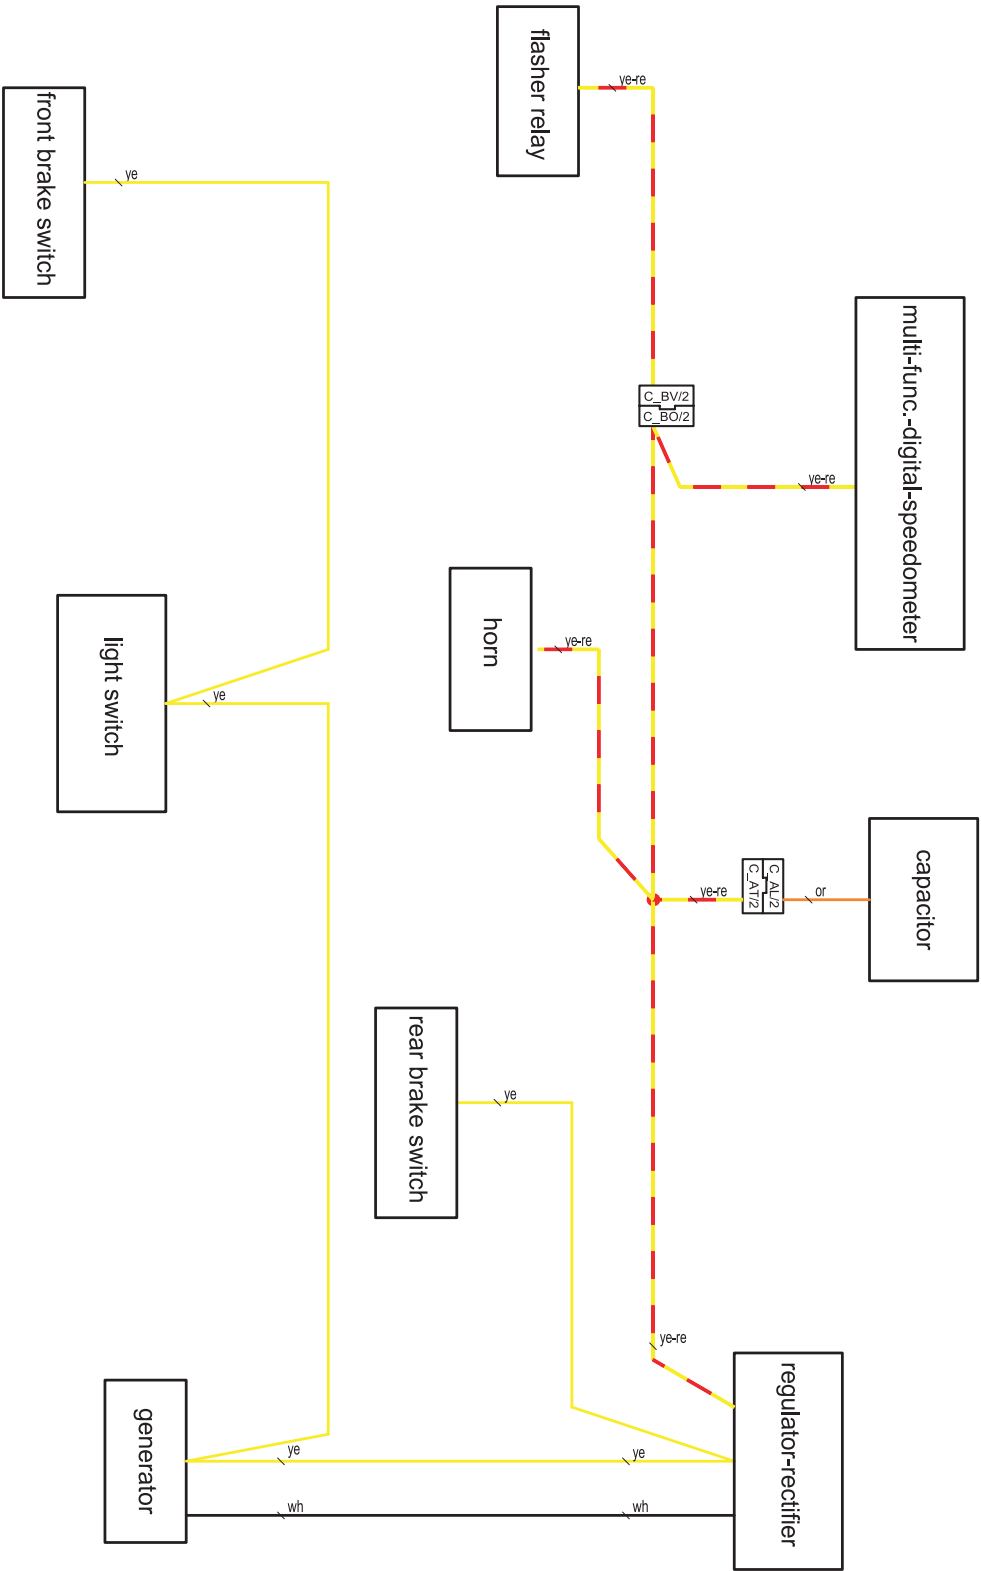 flasher relay
ye-re
front brake switch
ye
multi-func.-digital-speedometer
C_BV/2
C_BO/2
ye-re
horn
ye-re
light switch
ye
capacitor
or
C_AL/2
C_AT/2
ye-re
rear brake switch
ye
ye-re
regulator-rectifier
generator
ye
ye
wh
wh